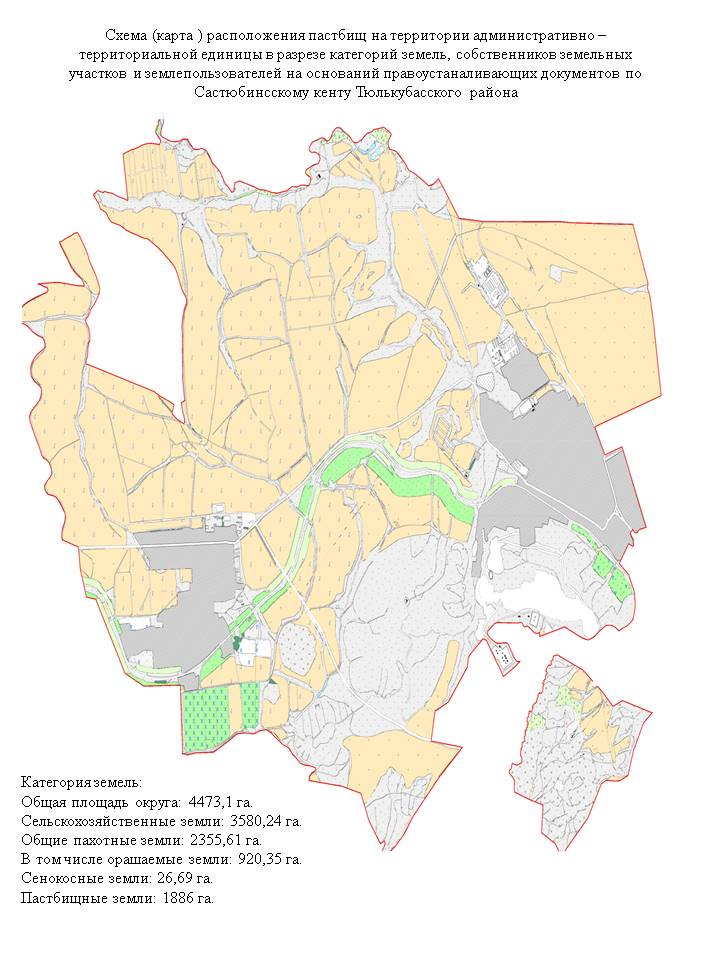 Схема (карта ) расположения пастбищ на территории административно –
территориальной единицы в разрезе категорий земель, собственников земельных
участков и землепользователей на оснований правоустаналивающих документов по
Састюбинсскому кенту Тюлькубасского района
Категория земель:
Общая площадь округа: 4473,1 га.
Сельскохозяйственные земли: 3580,24 га.
Общие пахотные земли: 2355,61 га.
В том числе орашаемые земли: 920,35 га.
Сенокосные земли: 26,69 га.
Пастбищные земли: 1886 га.